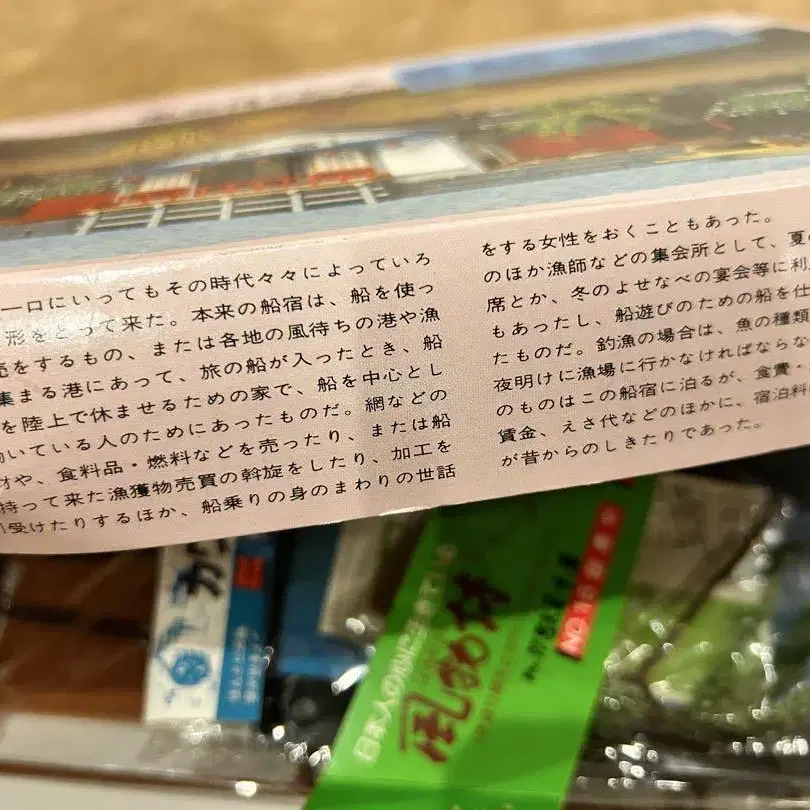 一口にいってもその時代々々によっていろ
形をとって来た。本来の船宿は、船を使っ
をするもの、または各地の風待ちの港や漁
集まる港にあって、旅の船が入ったとき、船
を陸上で休ませるための家で、船を中心とし
いている人のためにあったものだ。網などの
や、食料品・燃料などを売ったり、または船
持って来た漁獲物売買の斡旋をしたり、加工を
受けたりするほか、船乗りの身のまわりの世話
をする女性をおくこともあった。
のほか漁師などの集会所として、夏の
席とか、冬のよせなべの宴会等に利
もあったし、船遊びのための船を仕
たものだ。釣漁の場合は、魚の種類
夜明けに漁場に行かなければならな
のものはこの船宿に泊るが、食費・
賃金、えさ代などのほかに、宿泊料
が昔からのしきたりであった。
日本人の心に生きている
風物詩